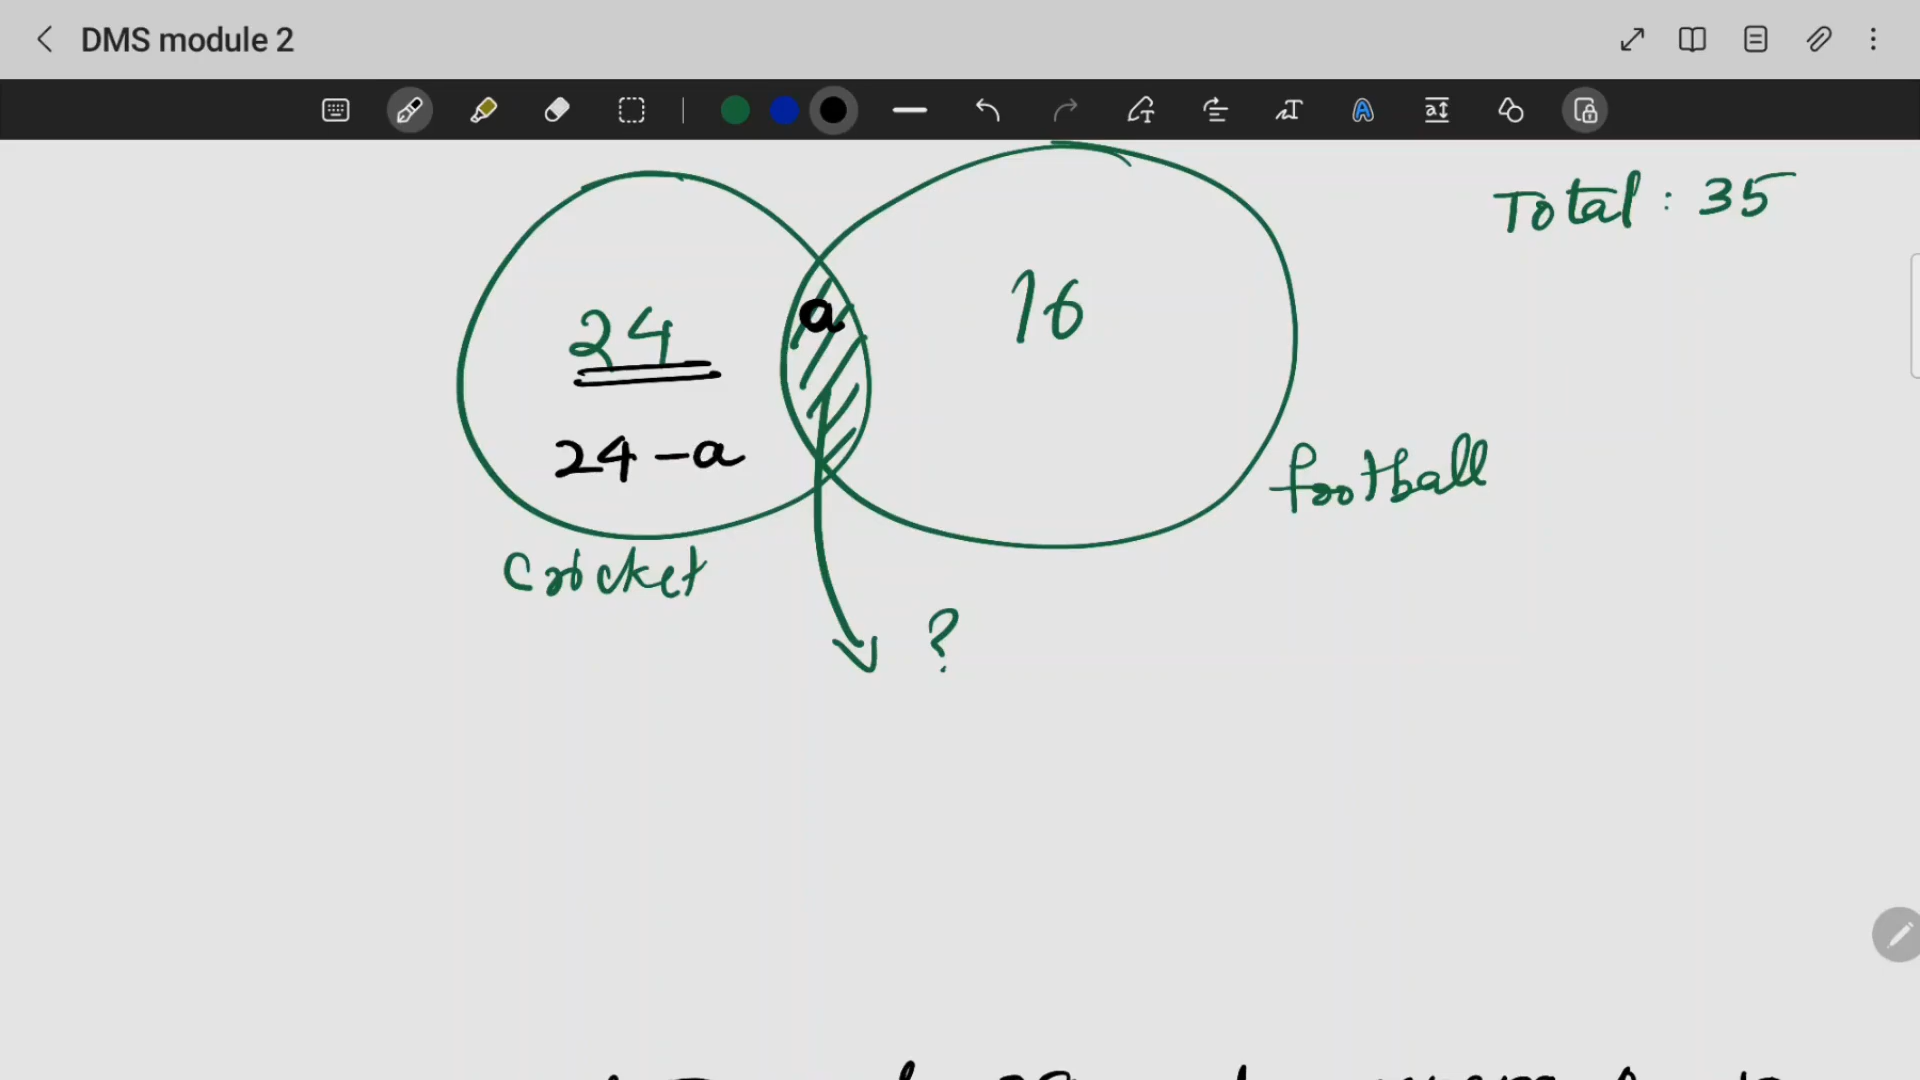 DMS module 2
Total : 35
24
a
16
24 - a
football
Cricket
?